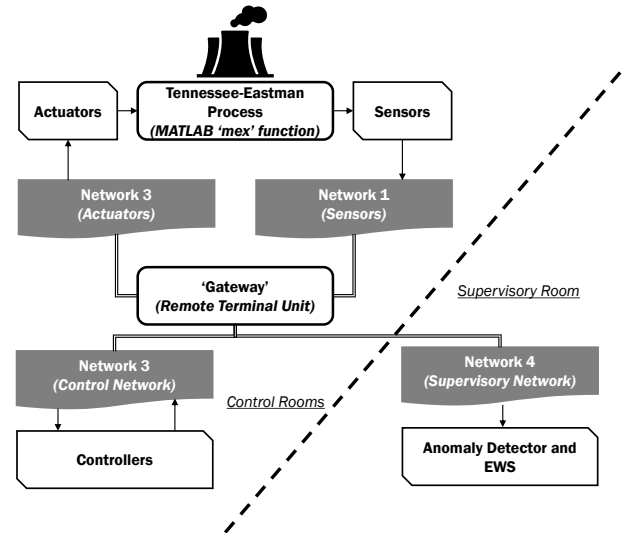 Tennessee-Eastman
Process
(MATLAB ‘mex’ function)
Actuators
Sensors
Network 3
(Actuators)
Network 1
(Sensors)
‘Gateway’
(Remote Terminal Unit)
Supervisory Room
Network 3
(Control Network)
Control Rooms
Network 4
(Supervisory Network)
Controllers
Anomaly Detector and
EWS